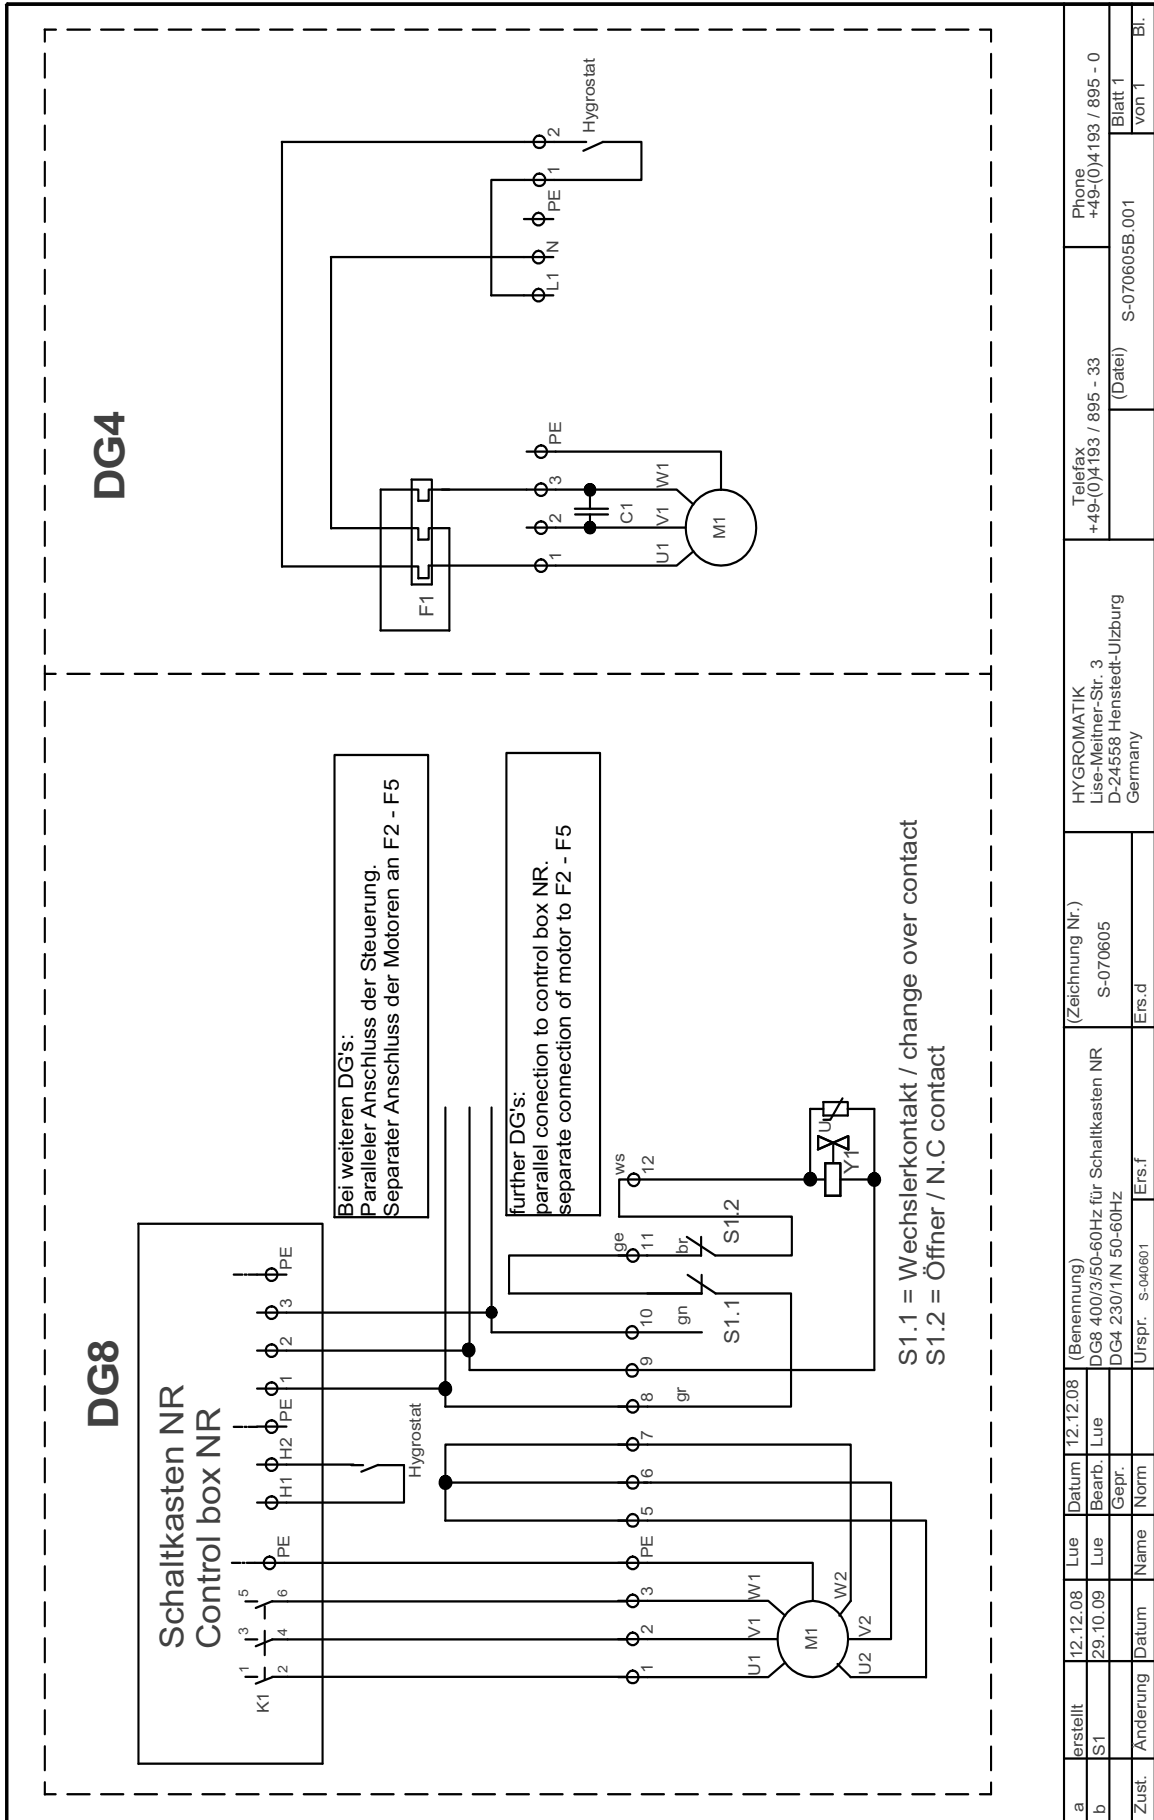 DG8
Schaltkasten NR
Control box NR
K1
1
2
3
4
5
6
PE
H1
H2
PE
1
2
3
PE
Hygrostat
Bei weiteren DG's:
Paralleler Anschluss der Steuerung.
Separater Anschluss der Motoren an F2 - F5
further DG's:
parallel conection to control box NR.
separate connection of motor to F2 - F5
1
2
3
PE
5
6
7
8
9
10
11
12
gr
gn
ge
br
ws
S1.1
S1.2
U1
V1
W1
M1
U2
V2
W2
Y1
U
S1.1 = Wechslerkontakt / change over contact
S1.2 = Öffner / N.C contact
DG4
F1
1
2
3
PE
C1
U1
V1
W1
M1
L1
N
PE
1
2
Hygrostat
a
erstellt
12.12.08
Lue
b
S1
29.10.09
Lue
Zust.
Anderung
Datum
Name
Datum
12.12.08
Bearb.
Lue
Gepr.
Norm
(Benennung)
DG8 400/3/50-60Hz für Schaltkasten NR
DG4 230/1/N 50-60Hz
Urspr.
S-040601
Ers.f
(Zeichnung Nr.)
S-070605
Ers.d
HYGROMATIK
Lise-Meitner-Str. 3
D-24558 Henstedt-Ulzburg
Germany
Telefax
+49-(0)4193 / 895 - 33
Phone
+49-(0)4193 / 895 - 0
(Datei)
S-070605B.001
Blatt 1
von 1
Bl.